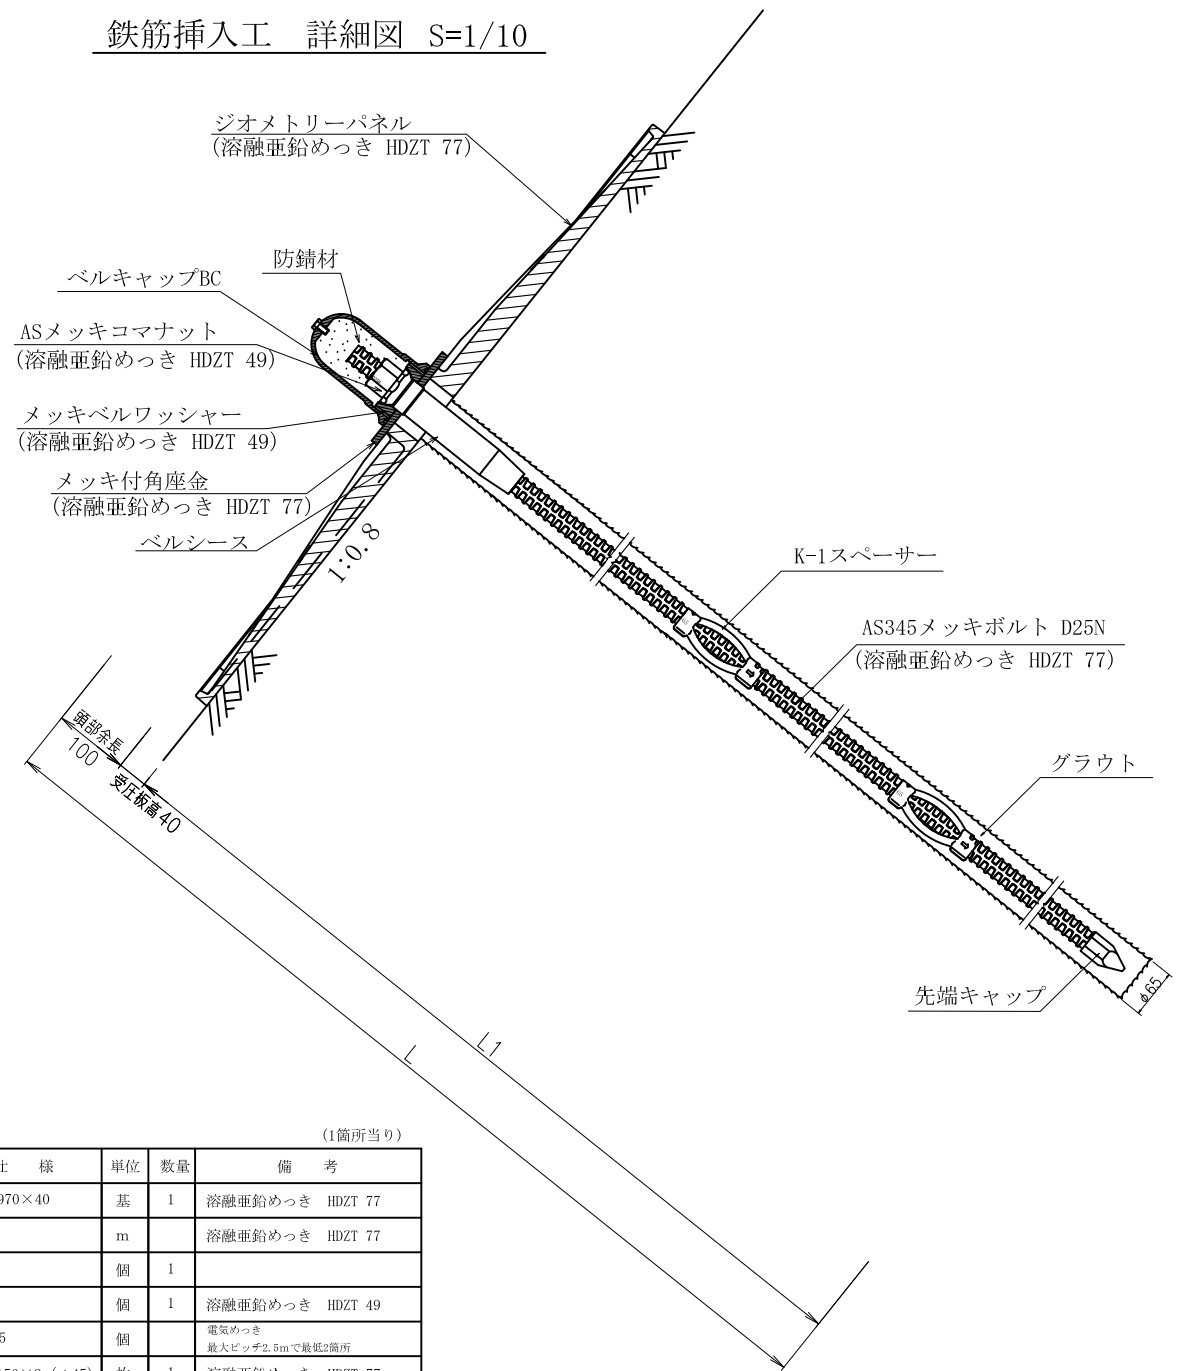 鉄筋挿入工　詳細図 S=1/10
ジオメトリーパネル
(溶融亜鉛めっき HDZT 77)
防錆材
ベルキャップBC
ASメッキコマナット
(溶融亜鉛めっき HDZT 49)
メッキベルワッシャー
(溶融亜鉛めっき HDZT 49)
メッキ付角座金
(溶融亜鉛めっき HDZT 77)
ベルシース
1:0.8
K-1スペーサー
AS345メッキボルト D25N
(溶融亜鉛めっき HDZT 77)
グラウト
先端キャップ
φ65
頭部余長
100
受圧板高40
L
L1
(1箇所当り)
仕　様 単位 数量 備　考
970×40 基 1 溶融亜鉛めっき HDZT 77
m 溶融亜鉛めっき HDZT 77
個 1
個 1 溶融亜鉛めっき HDZT 49
5 個 電気めっき
最大ピッチ2.5mで最低2箇所